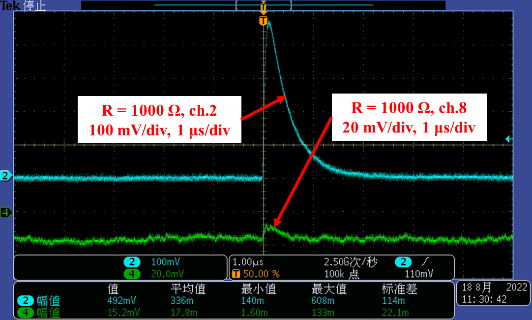 Tek 停止
T
T
R = 1000 Ω, ch.2
100 mV/div, 1 μs/div
R = 1000 Ω, ch.8
20 mV/div, 1 μs/div
2
4
2 100mV
4 20.0mV
1.00μs
T 50.00 %
2.50G次/秒
100k 点
2
110mV
值 平均值 最小值 最大值 标准差
2 幅值 492mV 336m 140m 608m 114m
4 幅值 15.2mV 17.8m 1.60m 133m 22.1m
18 8月 2022
11:30:42